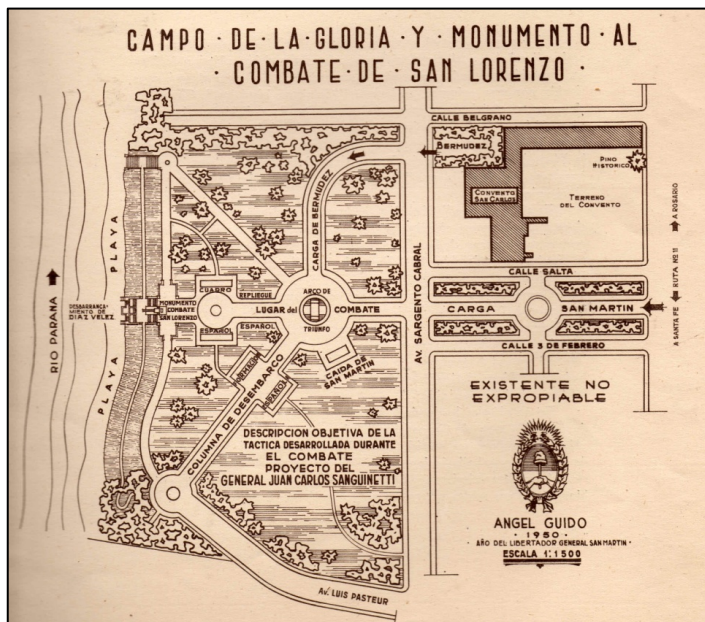 CAMPO · DE · LA · GLORIA · Y · MONUMENTO · AL
· COMBATE · DE · SAN LORENZO ·
CALLE BELGRANO
BERMUDEZ
PINO
HISTORICO
CONVENTO
SAN CARLOS
TERRENO
DEL CONVENTO
A ROSARIO
RUTA Nº 11
A SANTA FE
CARGA DE BERMUDEZ
AV. SARGENTO CABRAL
CALLE SALTA
CARGA SAN MARTIN
CALLE 3 DE FEBRERO
PLAYA
RIO PARANA
DESBARRANCA-
MIENTO DE
DIAZ VELEZ
PLAYA
MONUMENTO
COMBATE
SAN LORENZO
CUADRO
REPLIEGUE
ARCO DE
TRIUNFO
LUGAR del COMBATE
ESPAÑOL
ESPAÑOL
FORMACION
ESPAÑOL
CAIDA DE
SAN MARTIN
COLUMNA DE DESEMBARCO
DESCRIPCION OBJETIVA DE LA
TACTICA DESARROLLADA DURANTE
EL COMBATE
PROYECTO DEL
GENERAL JUAN CARLOS SANGUINETTI
EXISTENTE NO
EXPROPIABLE
ANGEL GUIDO
· 1950 ·
· AÑO DEL LIBERTADOR GENERAL SAN MARTIN ·
ESCALA 1:1500
AV. LUIS PASTEUR